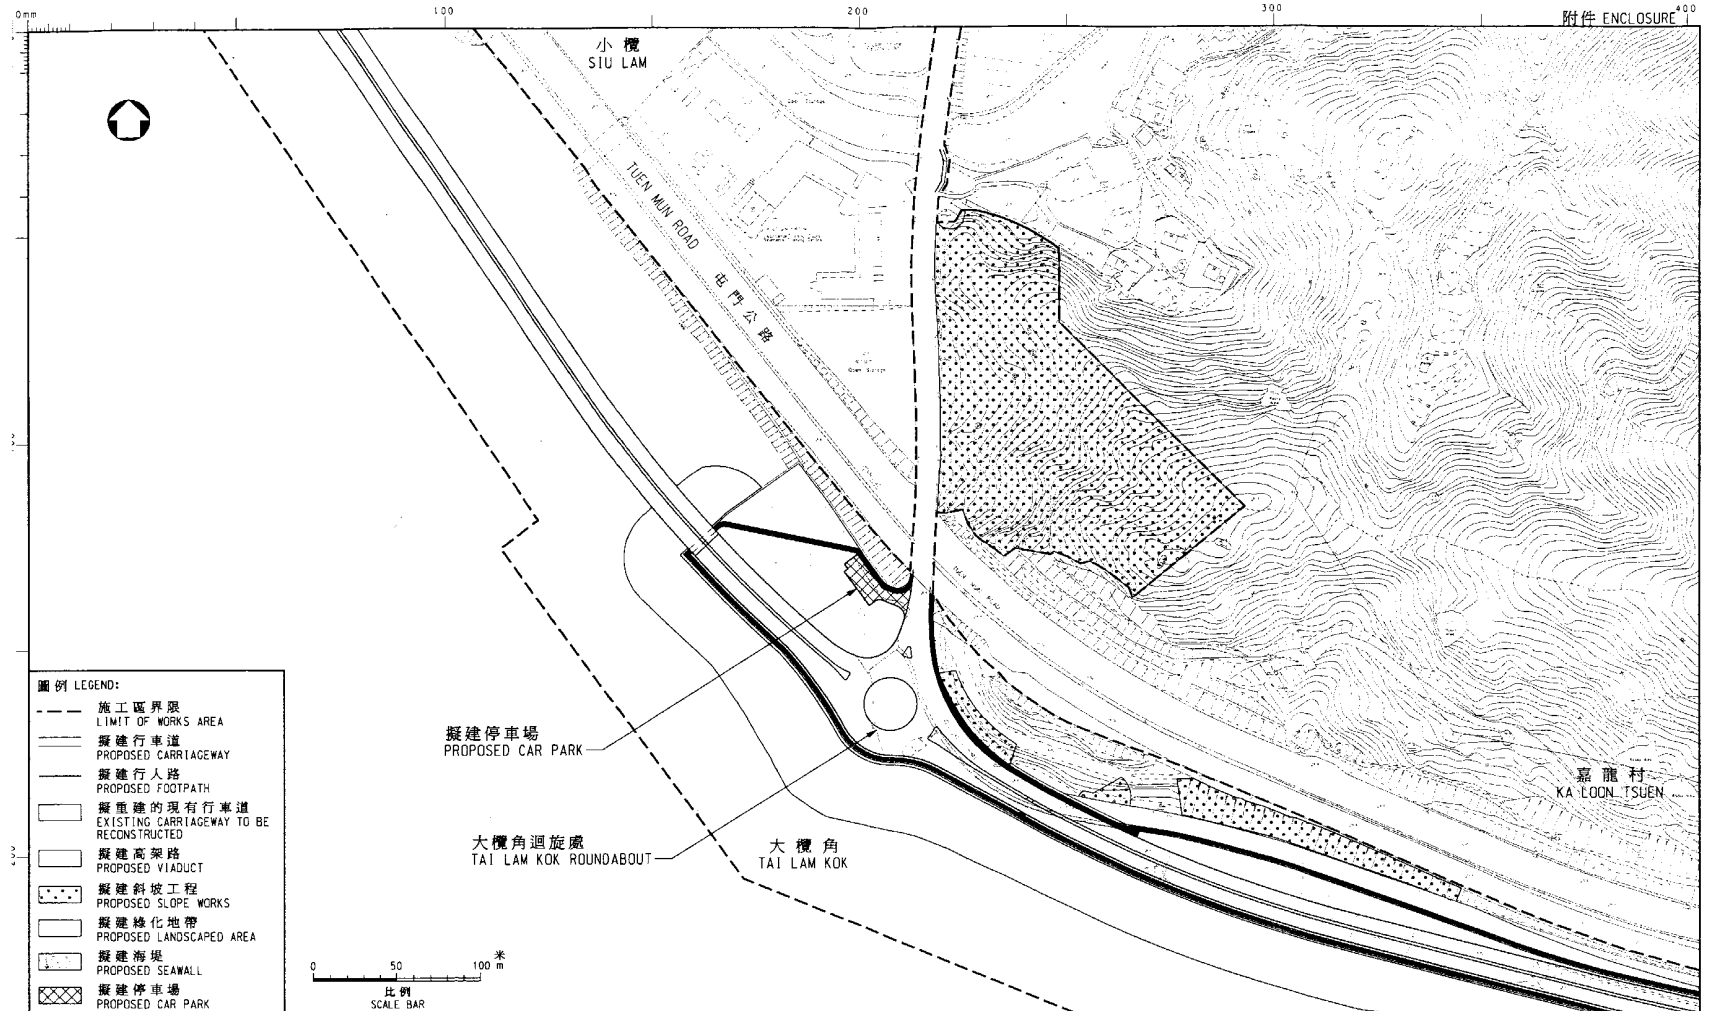 0mm
100
200
300
400
附件 ENCLOSURE
小欖
SIU LAM
TUEN MUN ROAD 屯門公路
Open Storage
Open Storage
TUEN MUN ROAD
擬建停車場
PROPOSED CAR PARK
大欖角迴旋處
TAI LAM KOK ROUNDABOUT
大欖角
TAI LAM KOK
嘉龍村
KA LOON TSUEN
圖例 LEGEND:
施工區界限
LIMIT OF WORKS AREA
擬建行車道
PROPOSED CARRIAGEWAY
擬建行人路
PROPOSED FOOTPATH
擬重建的現有行車道
EXISTING CARRIAGEWAY TO BE
RECONSTRUCTED
擬建高架路
PROPOSED VIADUCT
擬建斜坡工程
PROPOSED SLOPE WORKS
擬建綠化地帶
PROPOSED LANDSCAPED AREA
擬建海堤
PROPOSED SEAWALL
擬建停車場
PROPOSED CAR PARK
0 50 100 米 m
比例
SCALE BAR